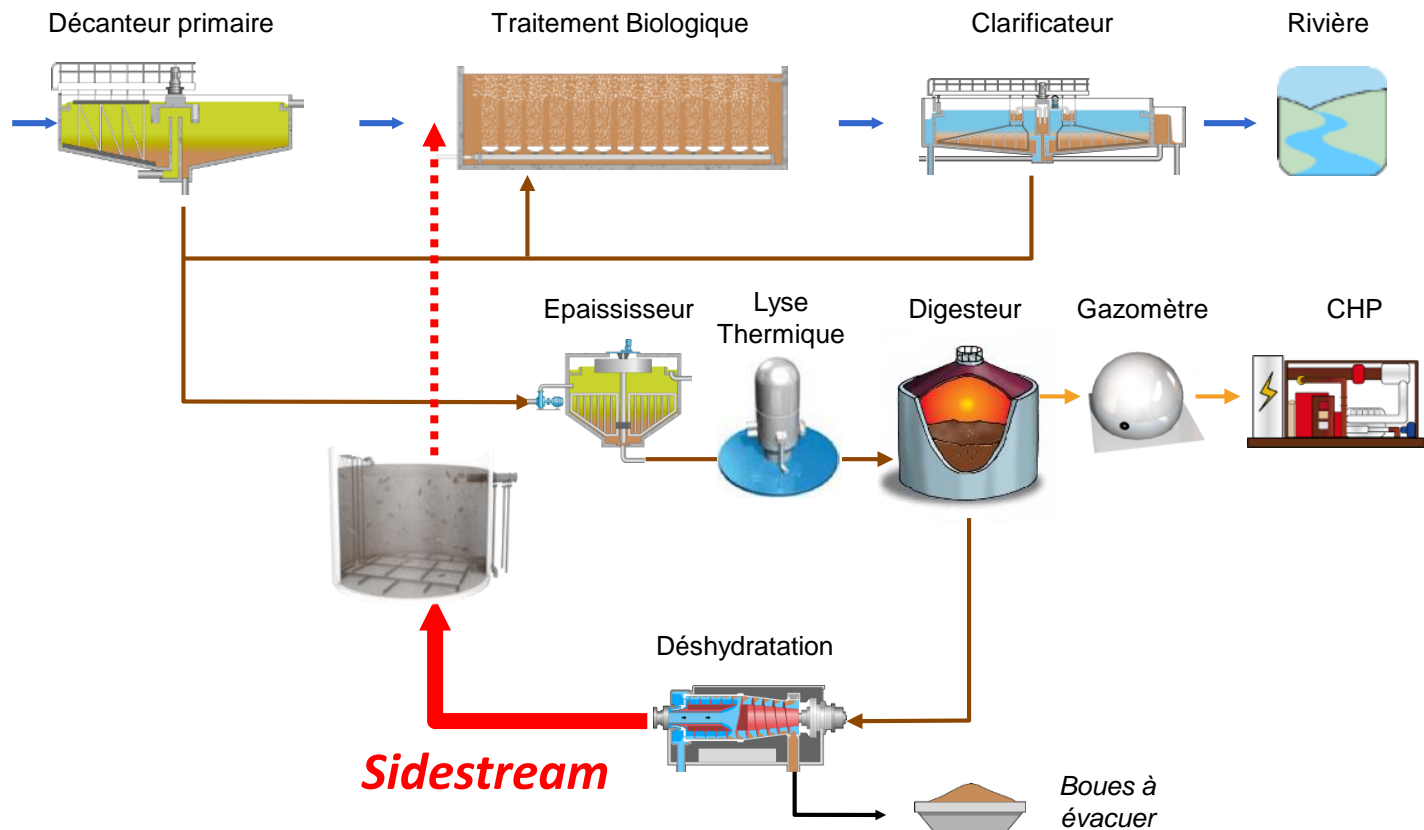 Décanteur primaire
Traitement Biologique
Clarificateur
Rivière
Epaississeur
Lyse
Thermique
Digesteur
Gazomètre
CHP
Déshydratation
Sidestream
Boues à
évacuer